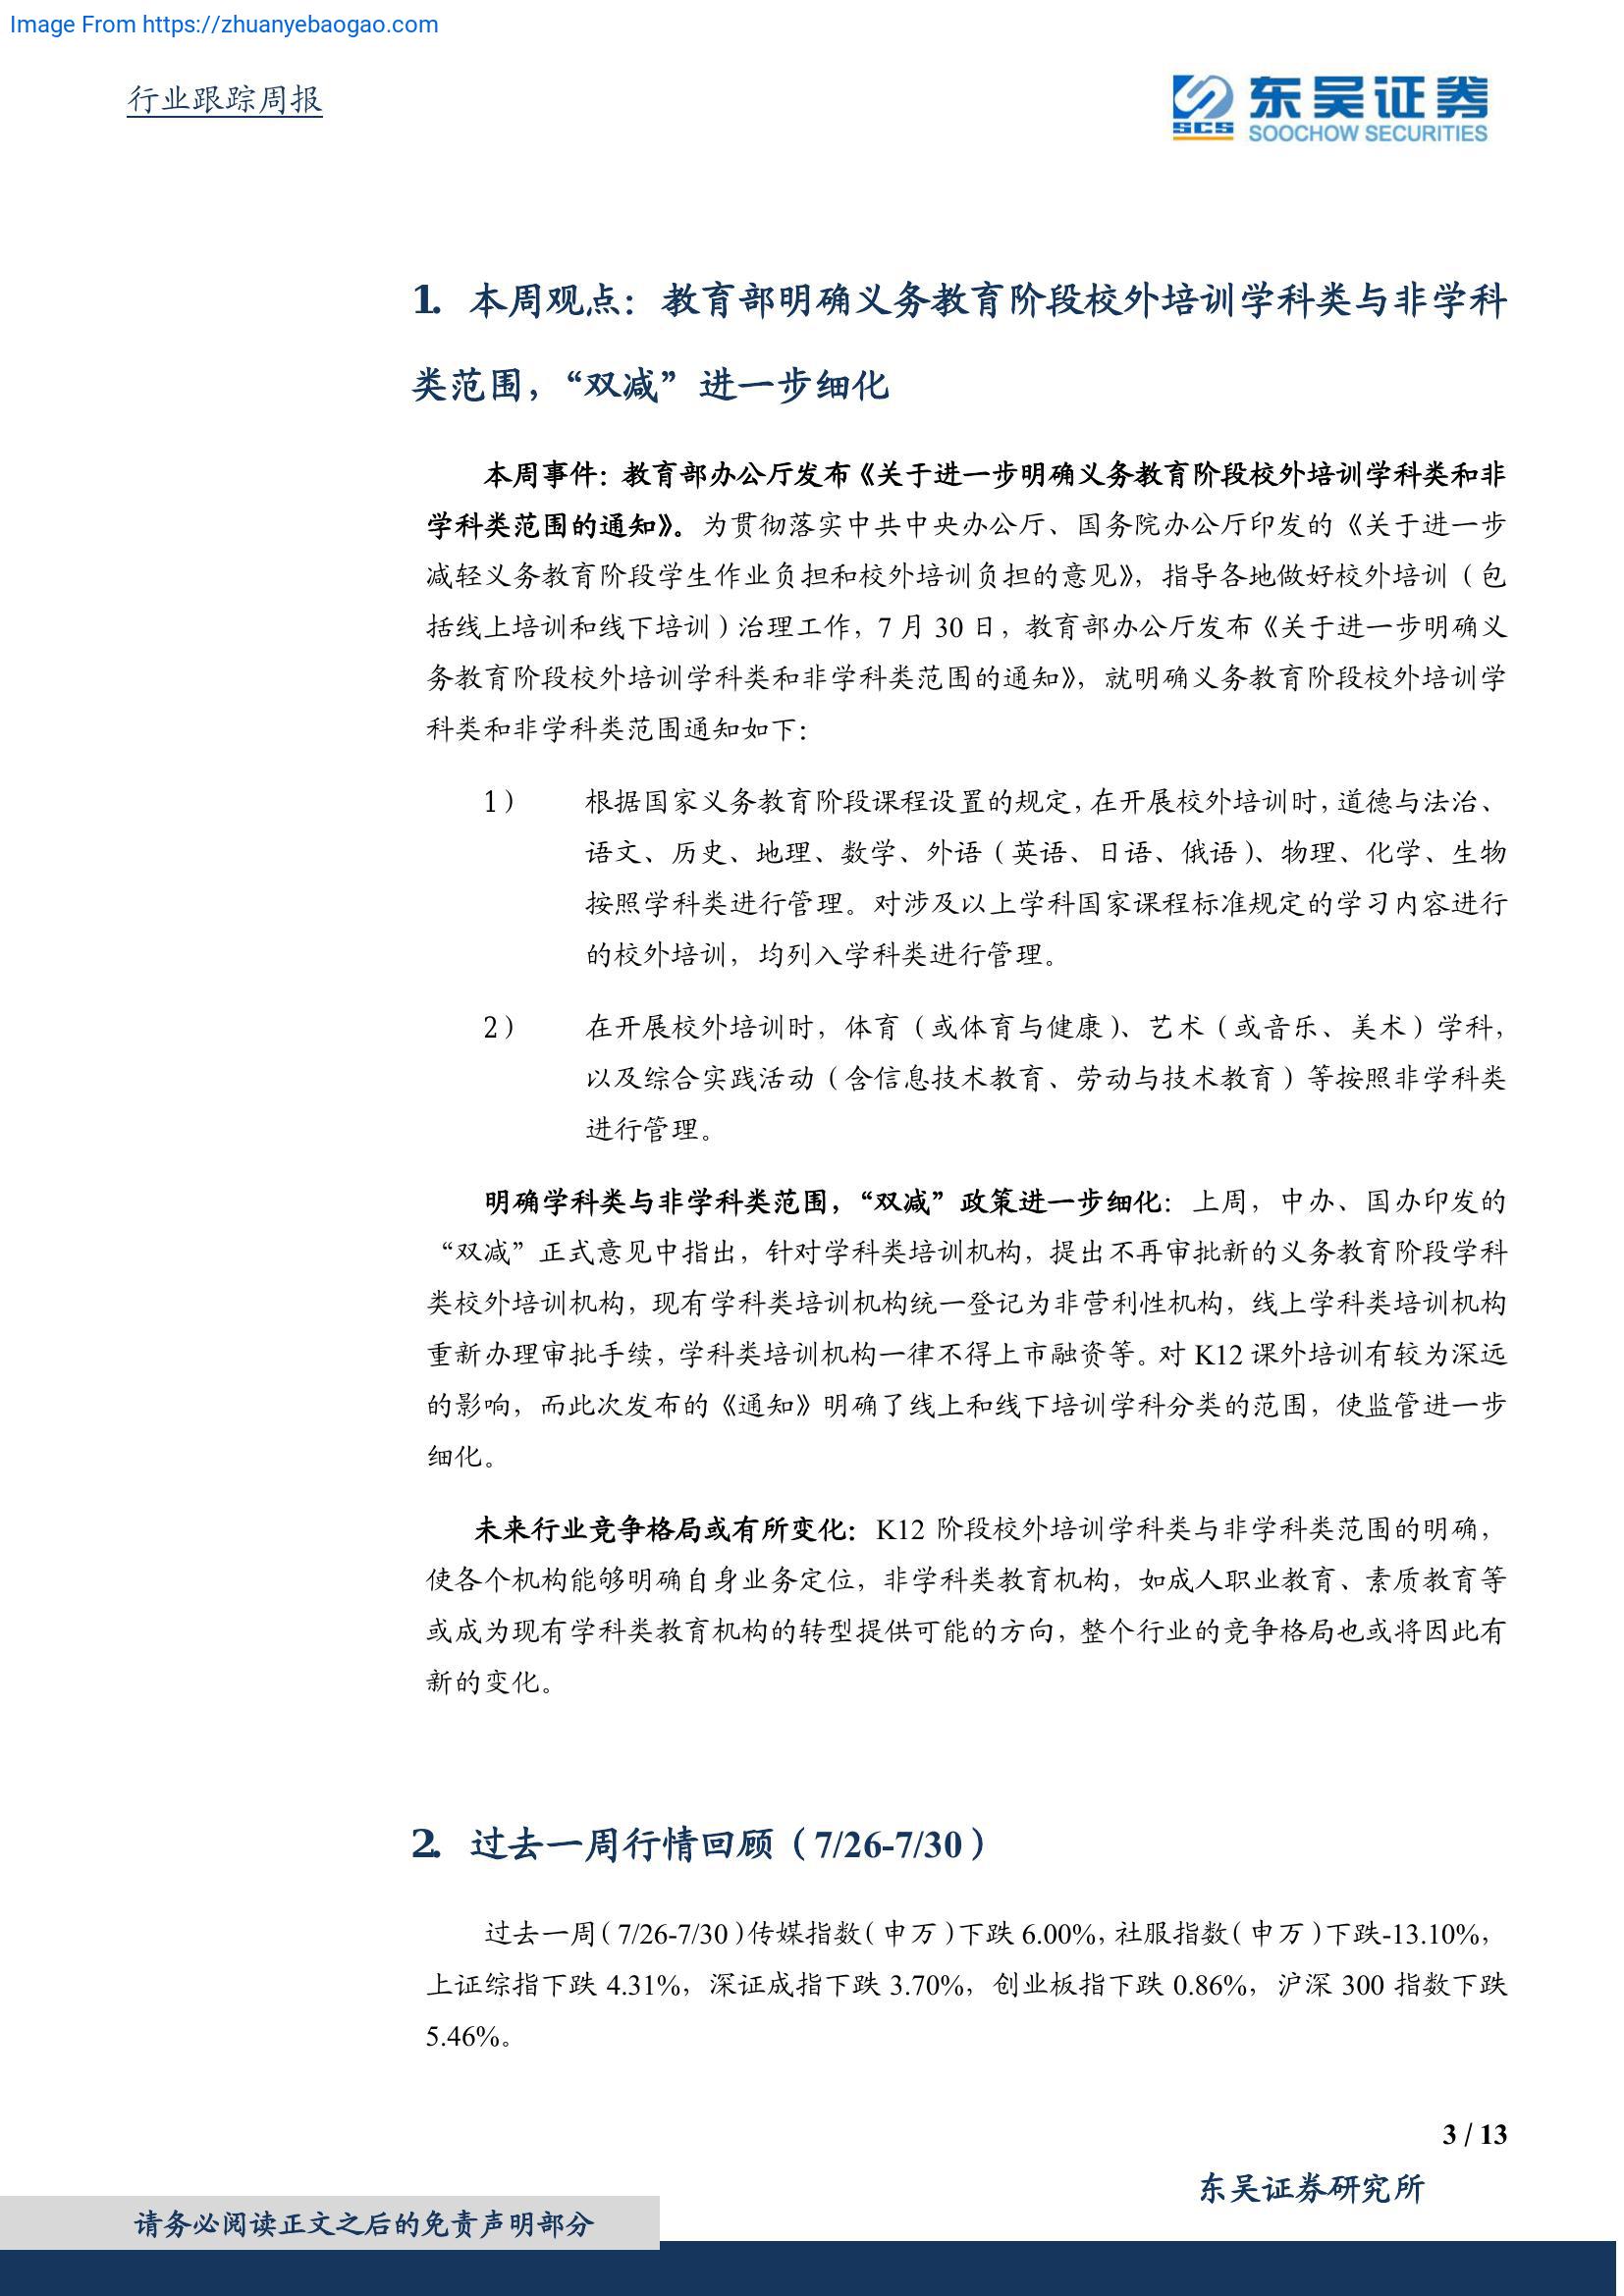 Image From https://zhuanyebaogao.com
行业跟踪周报
SCS
东吴证券
SOOCHOW SECURITIES
1. 本周观点：教育部明确义务教育阶段校外培训学科类与非学科
类范围，“双减”进一步细化
本周事件：教育部办公厅发布《关于进一步明确义务教育阶段校外培训学科类和非
学科类范围的通知》。为贯彻落实中共中央办公厅、国务院办公厅印发的《关于进一步
减轻义务教育阶段学生作业负担和校外培训负担的意见》，指导各地做好校外培训（包
括线上培训和线下培训）治理工作，7 月 30 日，教育部办公厅发布《关于进一步明确义
务教育阶段校外培训学科类和非学科类范围的通知》，就明确义务教育阶段校外培训学
科类和非学科类范围通知如下：
1） 根据国家义务教育阶段课程设置的规定，在开展校外培训时，道德与法治、
语文、历史、地理、数学、外语（英语、日语、俄语）、物理、化学、生物
按照学科类进行管理。对涉及以上学科国家课程标准规定的学习内容进行
的校外培训，均列入学科类进行管理。
2） 在开展校外培训时，体育（或体育与健康）、艺术（或音乐、美术）学科，
以及综合实践活动（含信息技术教育、劳动与技术教育）等按照非学科类
进行管理。
明确学科类与非学科类范围，“双减”政策进一步细化：上周，中办、国办印发的
“双减”正式意见中指出，针对学科类培训机构，提出不再审批新的义务教育阶段学科
类校外培训机构，现有学科类培训机构统一登记为非营利性机构，线上学科类培训机构
重新办理审批手续，学科类培训机构一律不得上市融资等。对 K12 课外培训有较为深远
的影响，而此次发布的《通知》明确了线上和线下培训学科分类的范围，使监管进一步
细化。
未来行业竞争格局或有所变化：K12 阶段校外培训学科类与非学科类范围的明确，
使各个机构能够明确自身业务定位，非学科类教育机构，如成人职业教育、素质教育等
或成为现有学科类教育机构的转型提供可能的方向，整个行业的竞争格局也或将因此有
新的变化。
2. 过去一周行情回顾（7/26-7/30）
过去一周（7/26-7/30）传媒指数（申万）下跌 6.00%，社服指数（申万）下跌-13.10%，
上证综指下跌 4.31%，深证成指下跌 3.70%，创业板指下跌 0.86%，沪深 300 指数下跌
5.46%。
3 / 13
东吴证券研究所
请务必阅读正文之后的免责声明部分